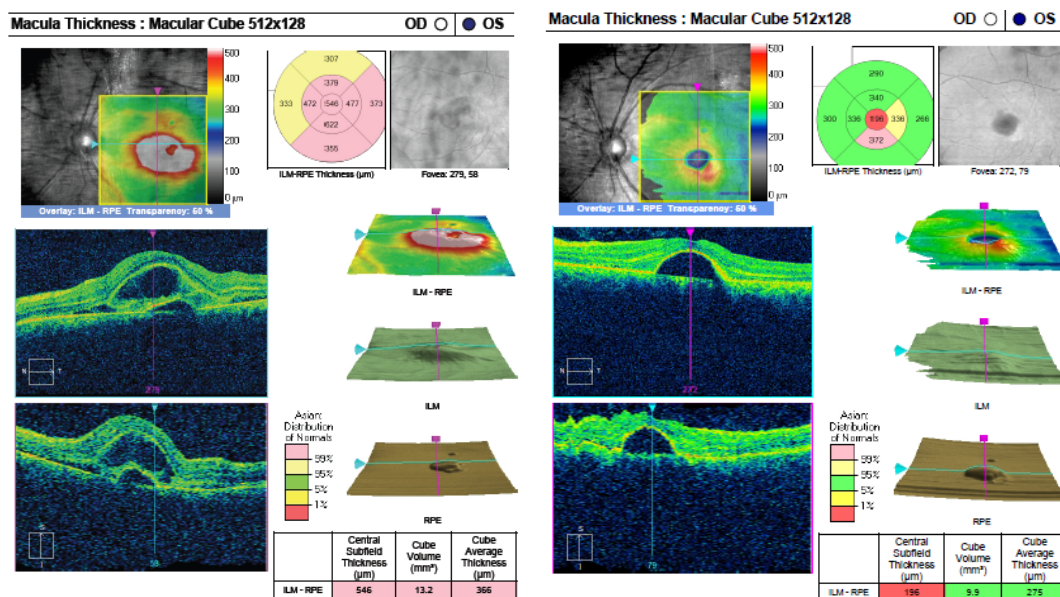 Macula Thickness : Macular Cube 512x128 OD OS
500
400
300
200
100
0 µm
Overlay: ILM - RPE Transparency: 50 %
307
379
333 472 546 477 373
622
355
ILM-RPE Thickness (µm)
Fovea: 279, 58
ILM - RPE
N T
279
ILM
Asian
Distribution
of Normals
99%
95%
5%
1%
S
I
58
RPE
Central Subfield Thickness (µm) Cube Volume (mm³) Cube Average Thickness (µm)
ILM - RPE 546 13.2 366
Macula Thickness : Macular Cube 512x128 OD OS
500
400
300
200
100
0 µm
Overlay: ILM - RPE Transparency: 50 %
290
340
300 336 196 336 266
372
ILM-RPE Thickness (µm)
Fovea: 272, 79
ILM - RPE
N T
272
ILM
Asian
Distribution
of Normals
99%
95%
5%
1%
S
I
79
RPE
Central Subfield Thickness (µm) Cube Volume (mm³) Cube Average Thickness (µm)
ILM - RPE 196 9.9 275